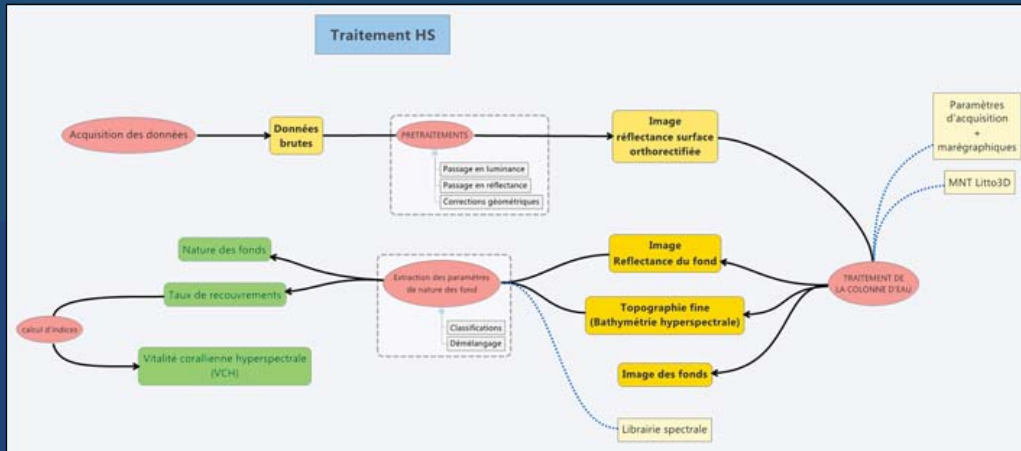 Traitement HS
Acquisition des données
Données
brutes
PRETRAITEMENTS
Passage en luminance
Passage en réflectance
Corrections géométriques
Image
réflectance surface
orthorectifiée
Paramètres
d'acquisition
+
marégraphiques
MNT Litto3D
TRAITEMENT DE
LA COLONNE D'EAU
Image
Reflectance du fond
Topographie fine
(Bathymétrie hyperspectrale)
Image des fonds
Librairie spectrale
Extraction des paramètres
de nature des fond
Classifications
Démélangage
Nature des fonds
Taux de recouvrements
calcul d'indices
Vitalité corallienne hyperspectrale
(VCH)